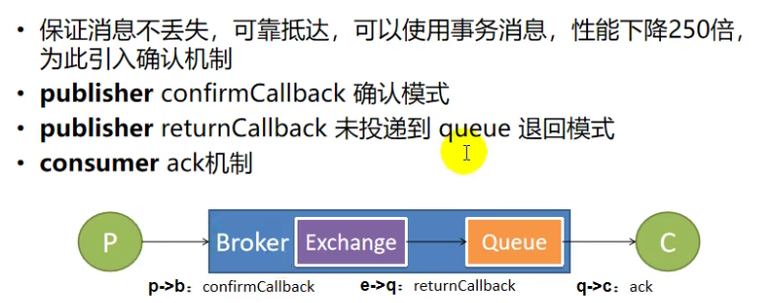 • 保证消息不丢失，可靠抵达，可以使用事务消息，性能下降250倍，
为此引入确认机制
• publisher confirmCallback 确认模式
• publisher returnCallback 未投递到 queue 退回模式
• consumer ack机制
P Broker Exchange Queue C
p->b：confirmCallback e->q：returnCallback q->c：ack